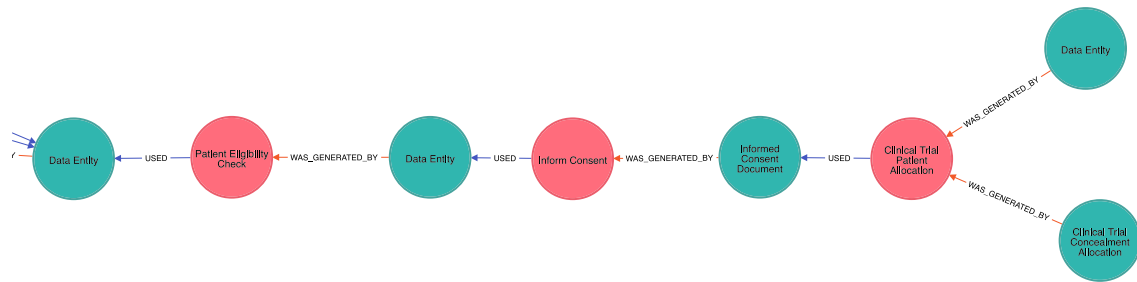 Data Entity
WAS_GENERATED_BY
Data Entity
USED
Patient Eligibility
Check
WAS_GENERATED_BY
Data Entity
USED
Inform Consent
WAS_GENERATED_BY
Informed
Consent
Document
USED
Clinical Trial
Patient
Allocation
WAS_GENERATED_BY
Clinical Trial
Concealment
Allocation